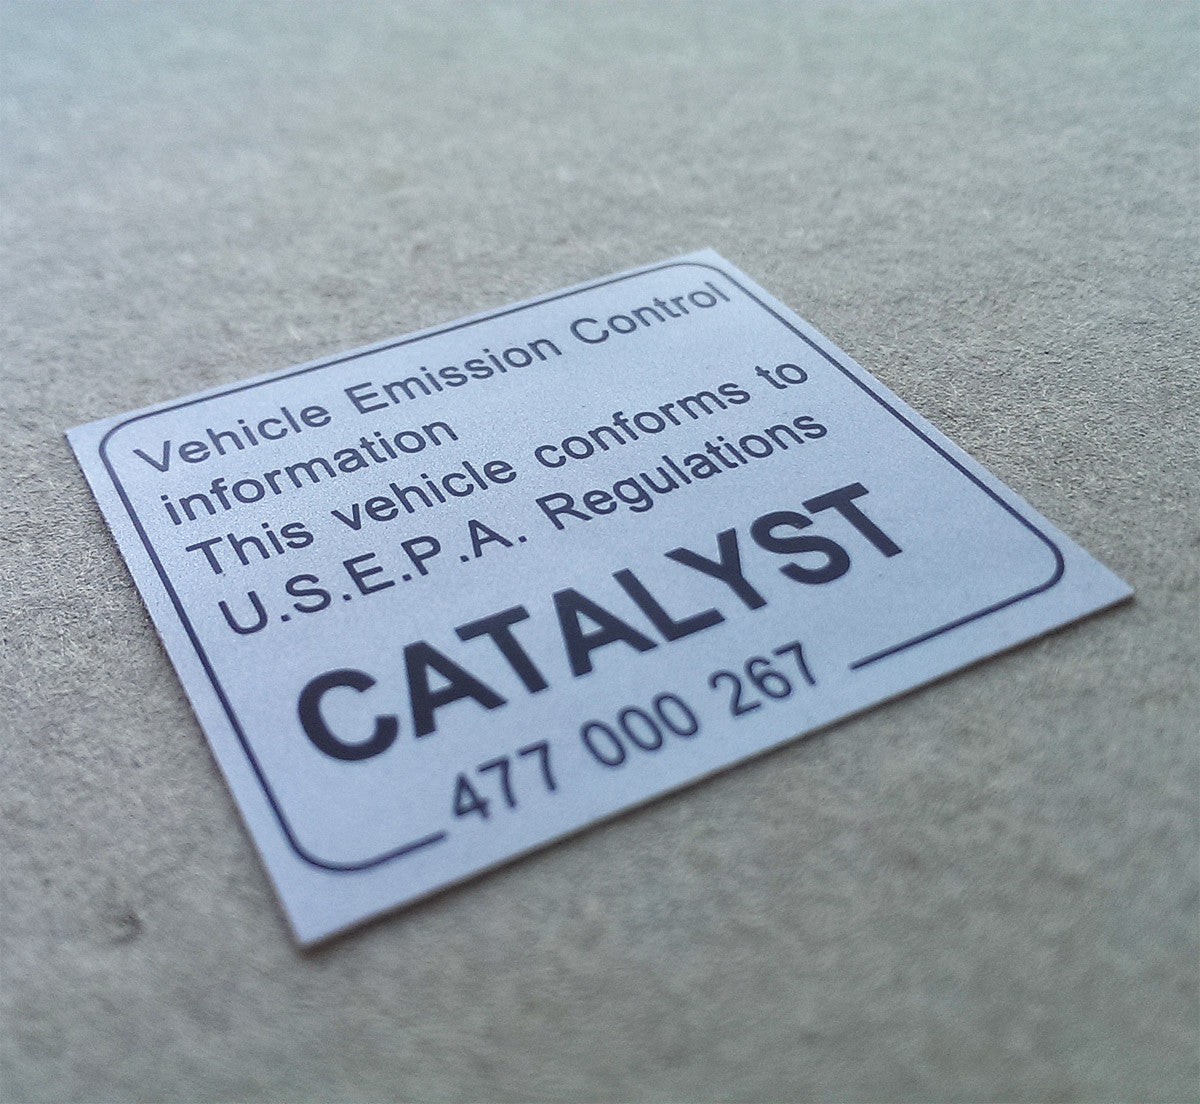 Vehicle Emission Control
information
This vehicle conforms to
U.S.E.P.A. Regulations
CATALYST
477 000 267